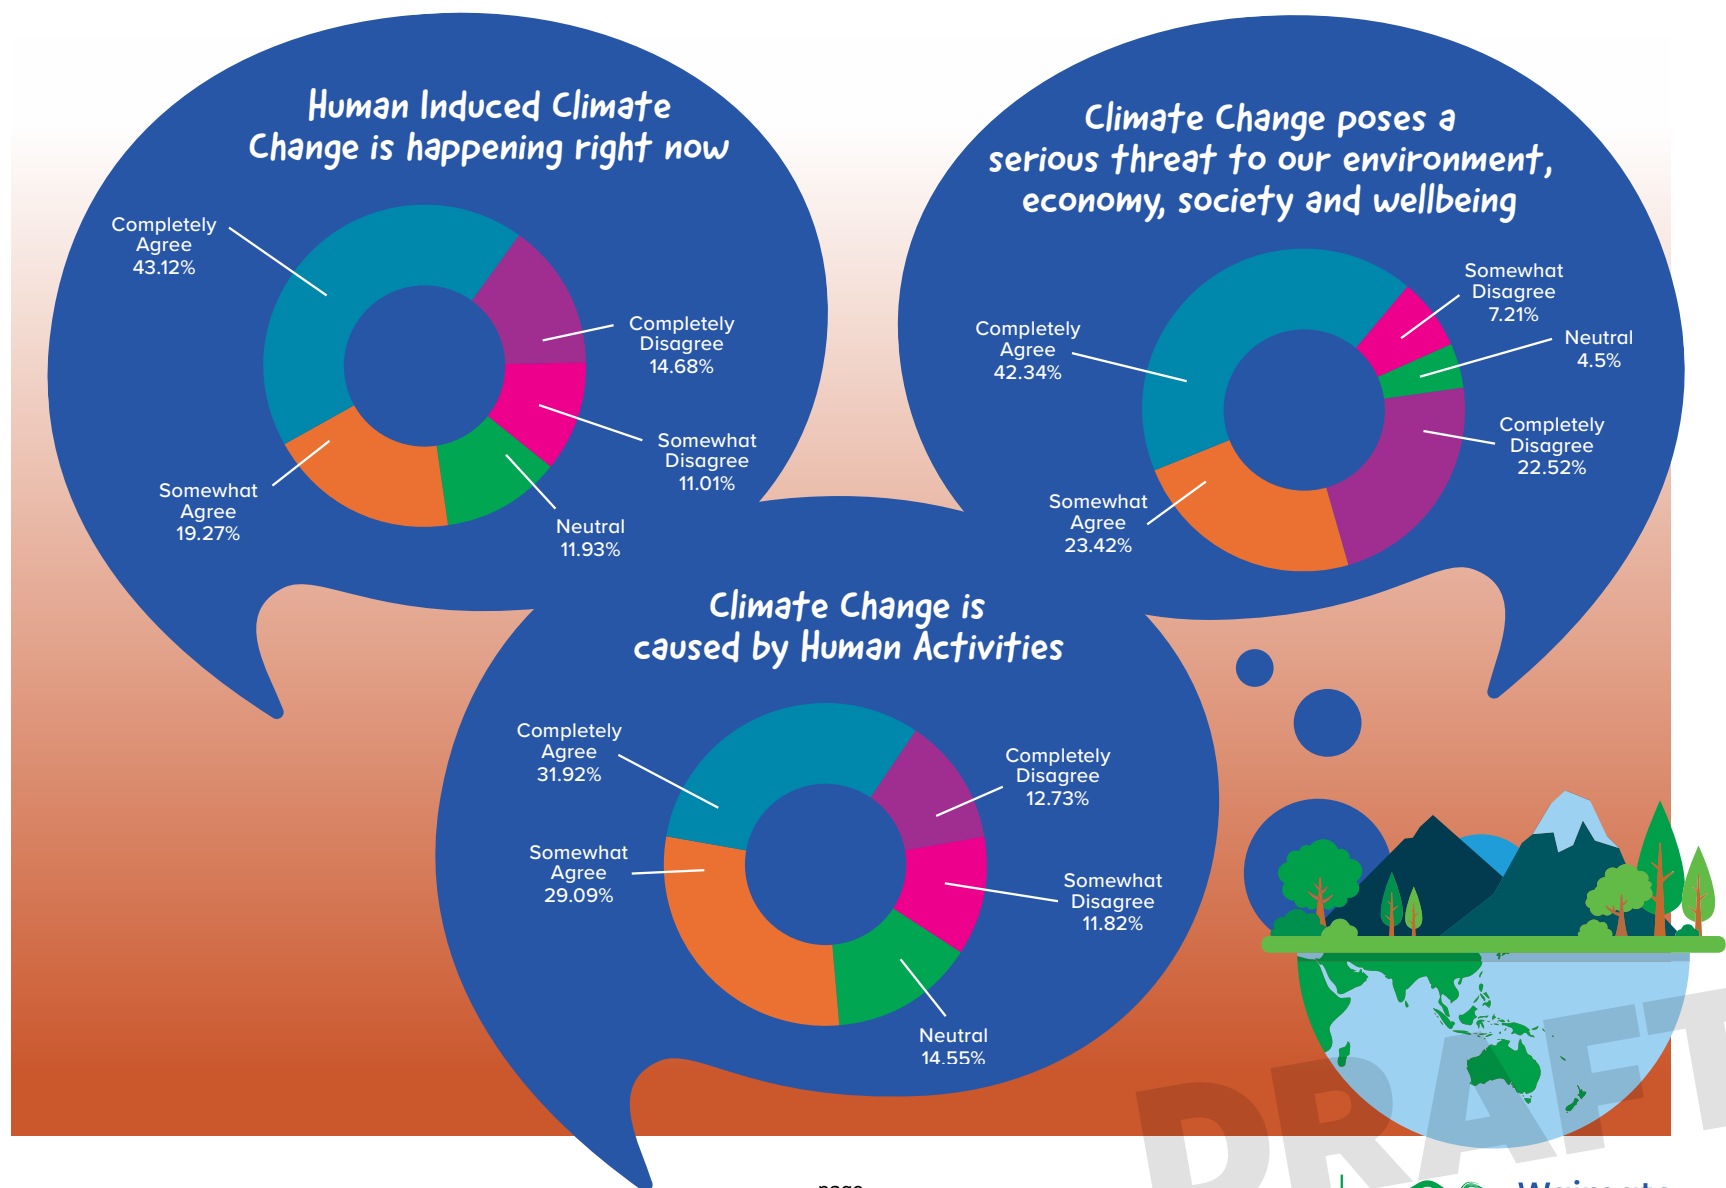 Human Induced Climate
Change is happening right now
Completely
Agree
43.12%
Completely
Disagree
14.68%
Somewhat
Disagree
11.01%
Neutral
11.93%
Somewhat
Agree
19.27%
Climate Change poses a
serious threat to our environment,
economy, society and wellbeing
Completely
Agree
42.34%
Somewhat
Disagree
7.21%
Neutral
4.5%
Completely
Disagree
22.52%
Somewhat
Agree
23.42%
Climate Change is
caused by Human Activities
Completely
Agree
31.92%
Completely
Disagree
12.73%
Somewhat
Agree
29.09%
Somewhat
Disagree
11.82%
Neutral
14.55%
DRAFT
page